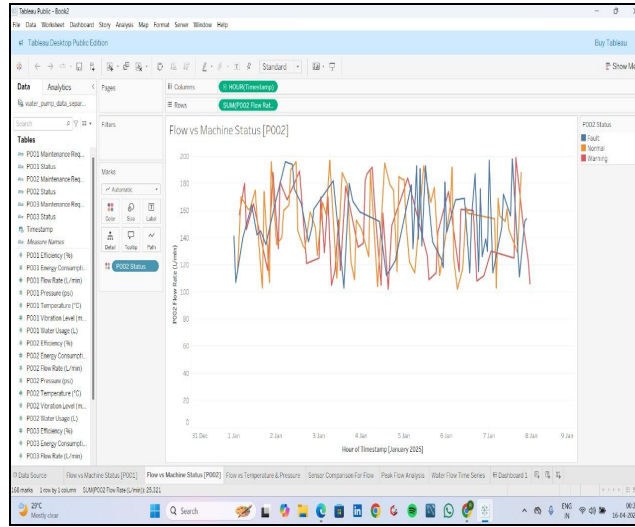 Tableau Public - Book2
File Data Worksheet Dashboard Story Analysis Map Format Server Window Help
Tableau Desktop Public Edition
Buy Tableau
Standard
Show Me
Data Analytics
water_pump_data_separ...
Search
Tables
P001 Maintenance Req...
P001 Status
P002 Maintenance Req...
P002 Status
P003 Maintenance Req...
P003 Status
Timestamp
Measure Names
P001 Efficiency (%)
P001 Energy Consumpti...
P001 Flow Rate (L/min)
P001 Pressure (psi)
P001 Temperature (°C)
P001 Vibration Level (m...
P001 Water Usage (L)
P002 Efficiency (%)
P002 Energy Consumpti...
P002 Flow Rate (L/min)
P002 Pressure (psi)
P002 Temperature (°C)
P002 Vibration Level (m...
P002 Water Usage (L)
P003 Efficiency (%)
P003 Energy Consumpti...
P003 Flow Rate (L/min)
Pages
Filters
Marks
Automatic
Color Size Label
Detail Tooltip Path
P002 Status
Columns HOUR(Timestamp)
Rows SUM(P002 Flow Rat..
Flow vs Machine Status [P002]
200
180
160
140
120
100
80
60
40
20
0
P002 Flow Rate (L/min)
31 Dec 1 Jan 2 Jan 3 Jan 4 Jan 5 Jan 6 Jan 7 Jan 8 Jan 9 Jan
Hour of Timestamp [January 2025]
P002 Status
Fault
Normal
Warning
Data Source Flow vs Machine Status [P001] Flow vs Machine Status [P002] Flow vs Temperature & Pressure Sensor Comparison For Flow Peak Flow Analysis Water Flow Time Series Dashboard 1
168 marks 1 row by 1 column SUM(P002 Flow Rate (L/min)): 25,321
29°C
Mostly clear
Search
ENG
IN